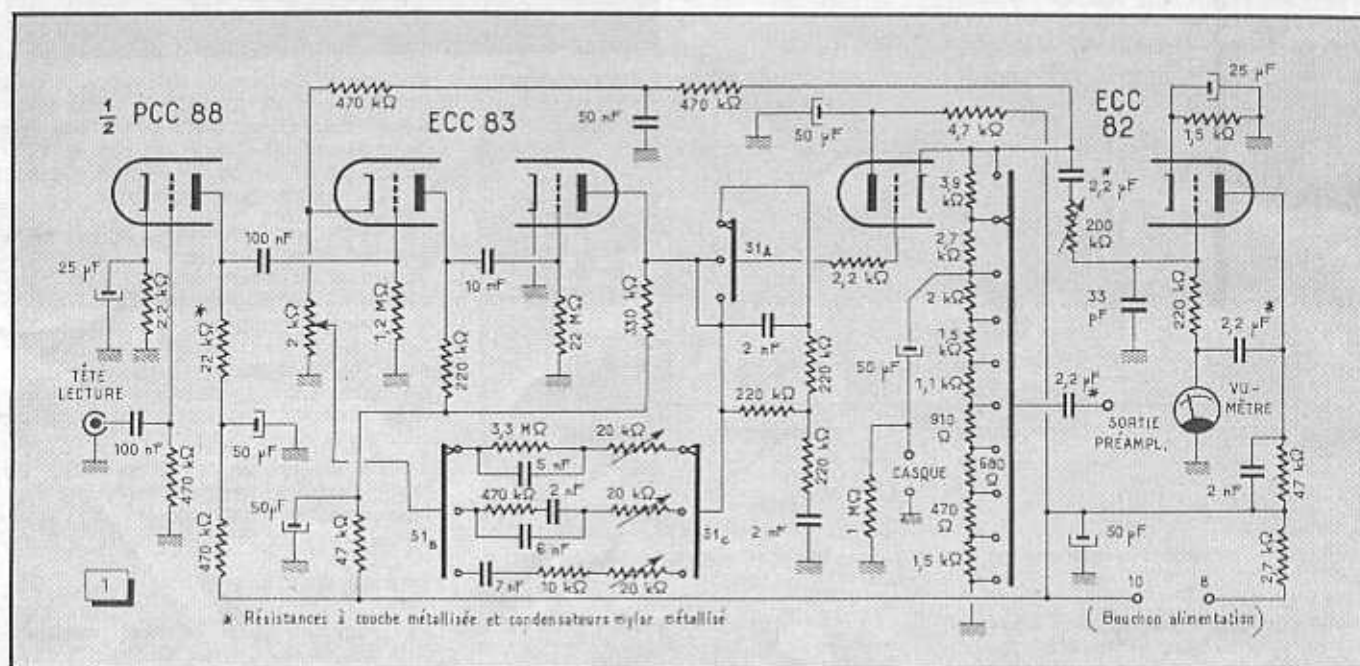 1/2 PCC 88
ECC 83
ECC
82
470 kΩ
50 nF
470 kΩ
50 µF
4,7 kΩ
25 µF
1,5 kΩ
100 nF
10 nF
25 µF
2,2 kΩ
22 kΩ *
2 kΩ
1,2 MΩ
220 kΩ
22 MΩ
330 kΩ
S1A
2,2 kΩ
2 nF
220 kΩ
220 kΩ
220 kΩ
2 nF
3,9
kΩ
2,7
kΩ
2 kΩ
1,5
kΩ
1,1 kΩ
910
Ω
680
Ω
470
Ω
1,5 kΩ
50 µF
1 MΩ
CASQUE
2,2 µF
*
SORTIE
PRÉAMPL.
2,2 µF
*
200
kΩ
33
pF
220 kΩ
2,2 µF *
VU-
MÈTRE
2 nF
47 kΩ
50 µF
2,7 kΩ
TÊTE
LECTURE
100 nF
470 kΩ
50 µF
470 kΩ
50µF
47 kΩ
S1B
3,3 MΩ
5 nF
20 kΩ
470 kΩ
2 nF
6 nF
20 kΩ
7 nF
10 kΩ
20 kΩ
S1C
10
8
1
* Résistances à couche métallisée et condensateurs mylar métallisé
(Bouchon alimentation)